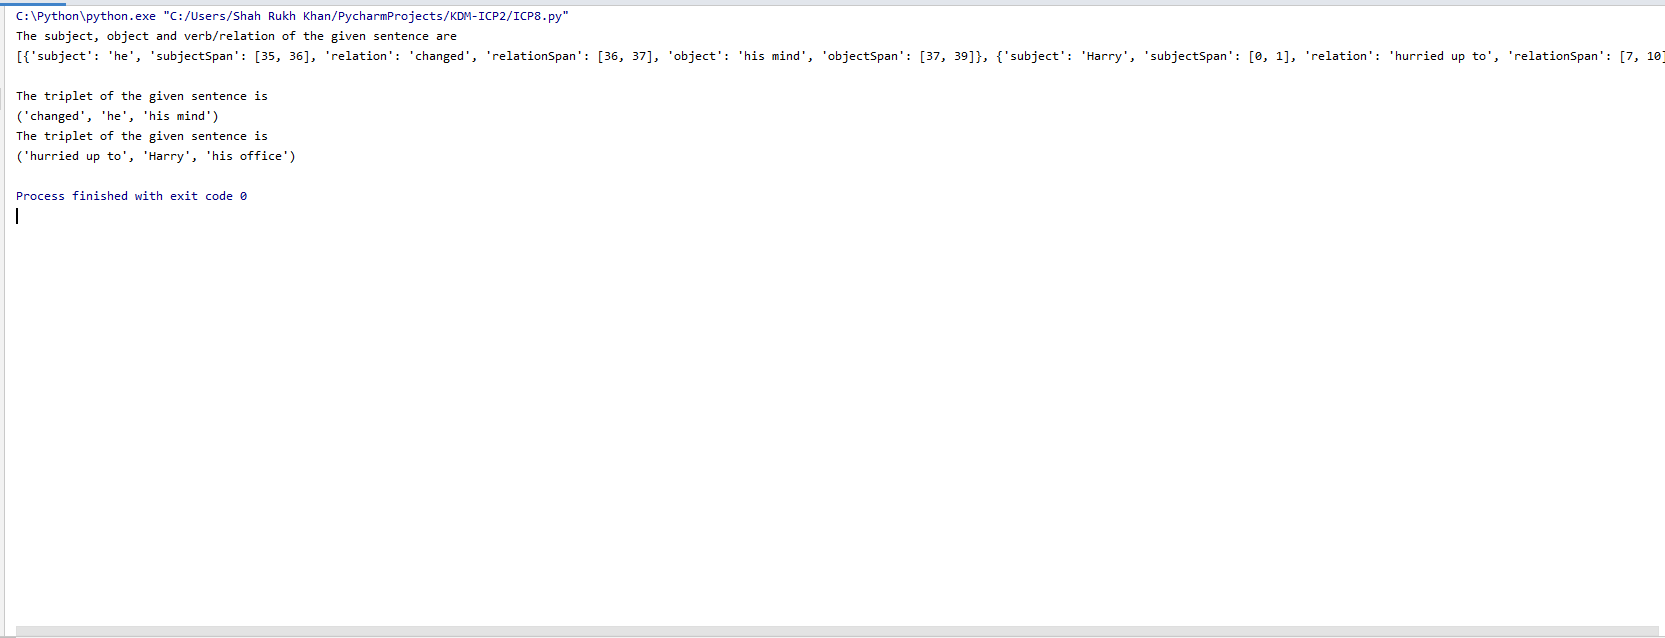 C:\Python\python.exe "C:/Users/Shah Rukh Khan/PycharmProjects/KDM-ICP2/ICP8.py"
The subject, object and verb/relation of the given sentence are
[{'subject': 'he', 'subjectSpan': [35, 36], 'relation': 'changed', 'relationSpan': [36, 37], 'object': 'his mind', 'objectSpan': [37, 39]}, {'subject': 'Harry', 'subjectSpan': [0, 1], 'relation': 'hurried up to', 'relationSpan': [7, 10]
The triplet of the given sentence is
('changed', 'he', 'his mind')
The triplet of the given sentence is
('hurried up to', 'Harry', 'his office')
Process finished with exit code 0